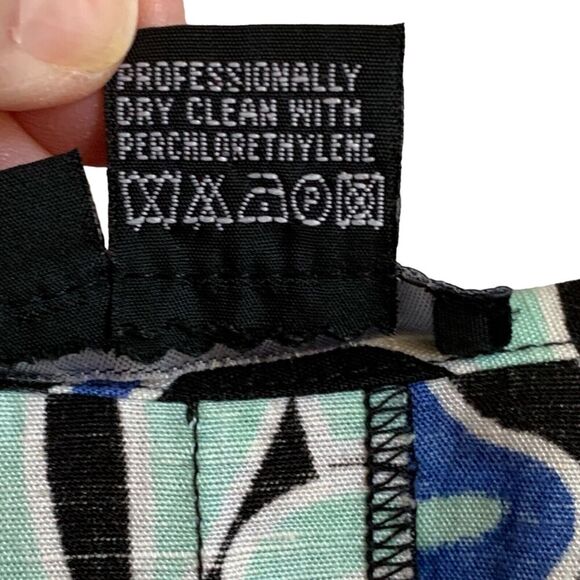 PROFESSIONALLY
DRY CLEAN WITH
PERCHLORETHYLENE
P